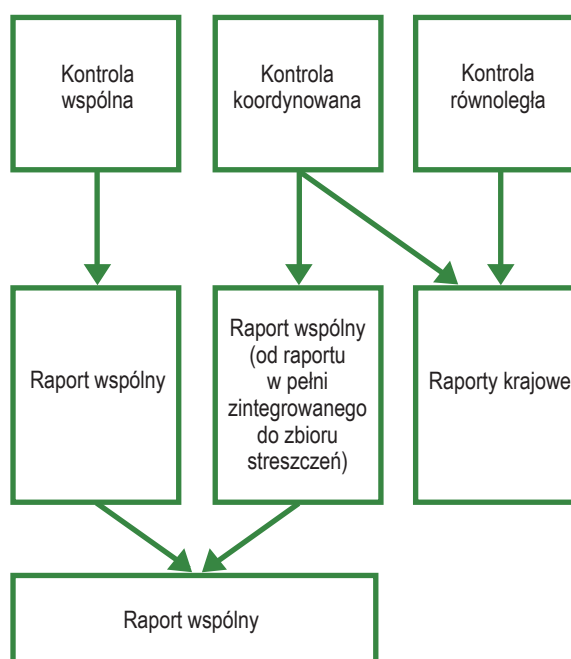 Kontrola
wspólna
Kontrola
koordynowana
Kontrola
równoległa
Raport wspólny
Raport wspólny
(od raportu
w pełni
zintegrowanego
do zbioru
streszczeń)
Raporty krajowe
Raport wspólny